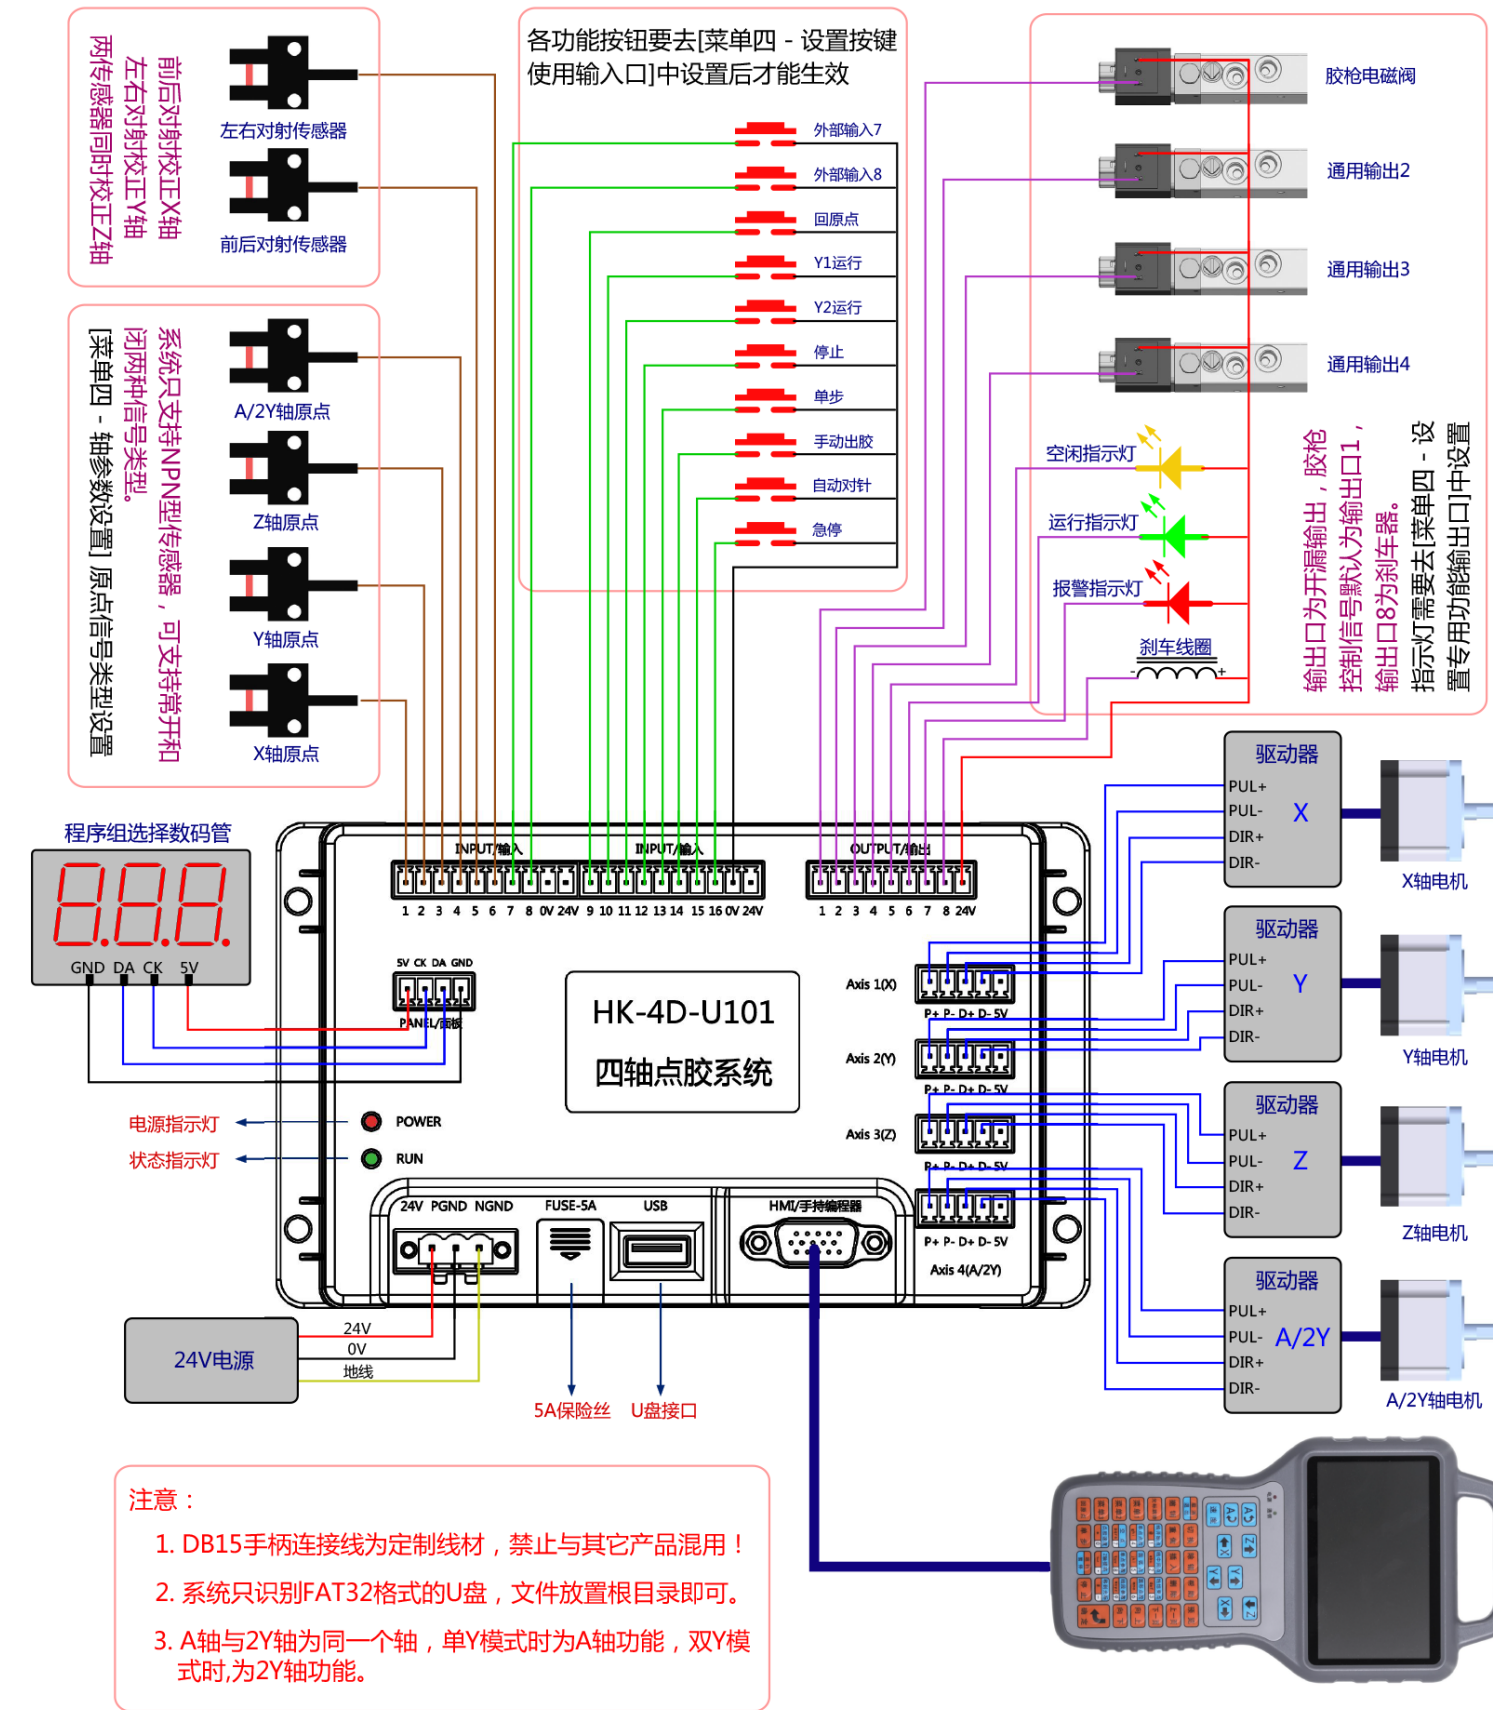 前后对射校正X轴
左右对射校正Y轴
两传感器同时校正Z轴
左右对射传感器
前后对射传感器
系统只支持NPN型传感器，可支持常开和
闭两种信号类型。
[菜单四 - 轴参数设置] 原点信号类型设置
A/2Y轴原点
Z轴原点
Y轴原点
X轴原点
各功能按钮要去[菜单四 - 设置按键
使用输入口]中设置后才能生效
外部输入7
外部输入8
回原点
Y1运行
Y2运行
停止
单步
手动出胶
自动对针
急停
胶枪电磁阀
通用输出2
通用输出3
通用输出4
空闲指示灯
运行指示灯
报警指示灯
刹车线圈
- +
输出口为开漏输出，胶枪
控制信号默认为输出口1，
输出口8为刹车器。
指示灯需要去[菜单四 - 设
置专用功能输出口]中设置
程序组选择数码管
8.8.8.
GND DA CK 5V
INPUT/输入
1 2 3 4 5 6 7 8 0V 24V
INPUT/输入
9 10 11 12 13 14 15 16 0V 24V
OUTPUT/输出
1 2 3 4 5 6 7 8 24V
5V CK DA GND
PANEL/面板
HK-4D-U101
四轴点胶系统
Axis 1(X)
P+ P- D+ D- 5V
Axis 2(Y)
P+ P- D+ D- 5V
Axis 3(Z)
P+ P- D+ D- 5V
P+ P- D+ D- 5V
Axis 4(A/2Y)
电源指示灯
POWER
状态指示灯
RUN
24V PGND NGND
FUSE-5A
USB
HMI/手持编程器
24V电源
24V
0V
地线
5A保险丝
U盘接口
驱动器
X
PUL+
PUL-
DIR+
DIR-
X轴电机
驱动器
Y
PUL+
PUL-
DIR+
DIR-
Y轴电机
驱动器
Z
PUL+
PUL-
DIR+
DIR-
Z轴电机
驱动器
A/2Y
PUL+
PUL-
DIR+
DIR-
A/2Y轴电机
注意：
1. DB15手柄连接线为定制线材，禁止与其它产品混用！
2. 系统只识别FAT32格式的U盘，文件放置根目录即可。
3. A轴与2Y轴为同一个轴，单Y模式时为A轴功能，双Y模
式时,为2Y轴功能。